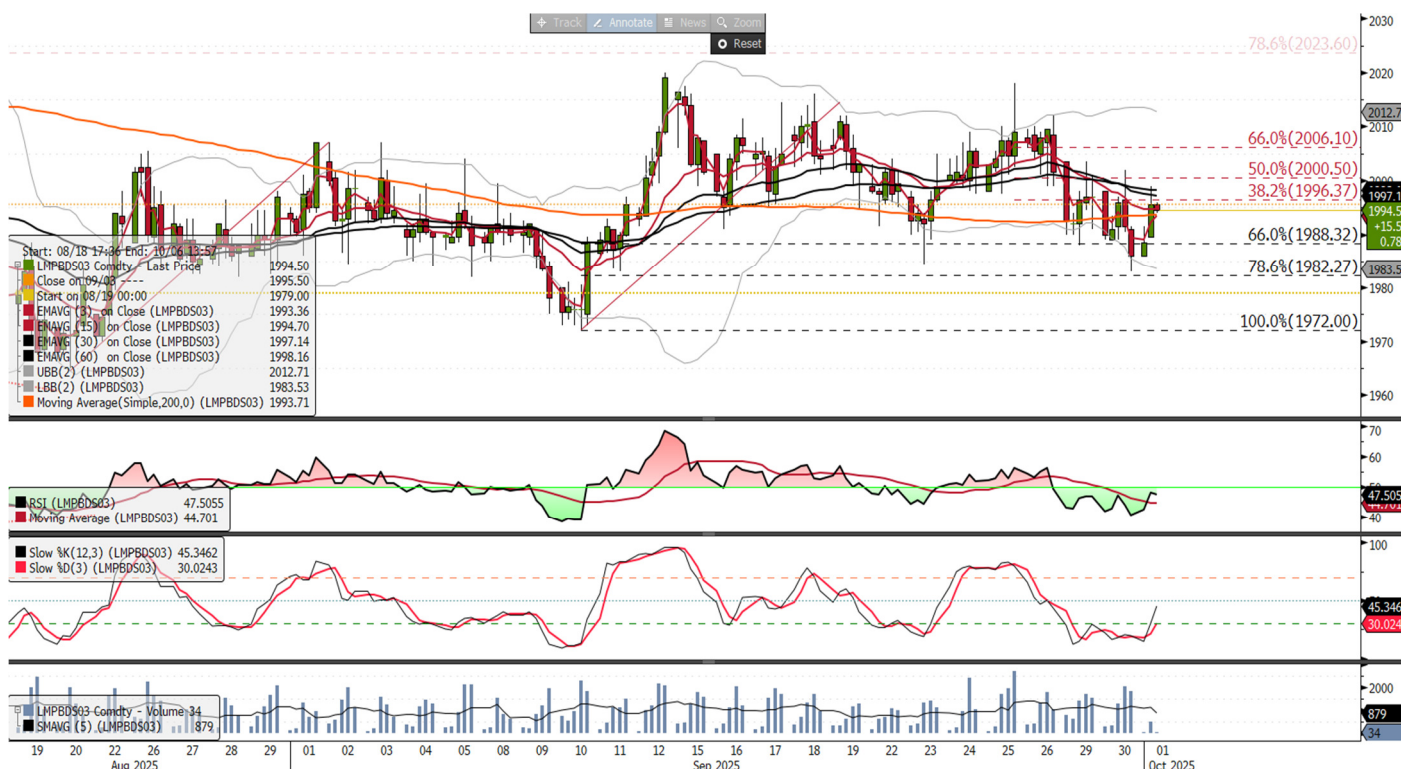 Track Annotate News Zoom
Reset
2030
78.6%(2023.60)
2020
2012.7
2010
66.0%(2006.10)
50.0%(2000.50)
2000
38.2%(1996.37)
1997.1
1994.5
+15.5
0.78
66.0%(1988.32)
1983.5
78.6%(1982.27)
1980
100.0%(1972.00)
1970
1960
Start: 08/18 17:36 End: 10/06 13:57
LMPBDS03 Comdty - Last Price 1994.50
Close on 09/03 ---- 1995.50
Start on 08/19 00:00 1979.00
EMAVG (3) on Close (LMPBDS03) 1993.36
EMAVG (15) on Close (LMPBDS03) 1994.70
EMAVG (30) on Close (LMPBDS03) 1997.14
EMAVG (60) on Close (LMPBDS03) 1998.16
UBB(2) (LMPBDS03) 2012.71
LBB(2) (LMPBDS03) 1983.53
Moving Average(Simple,200,0) (LMPBDS03) 1993.71
70
60
50
47.505
44.701
40
RSI (LMPBDS03) 47.5055
Moving Average (LMPBDS03) 44.701
100
45.346
30.024
Slow %K(12,3) (LMPBDS03) 45.3462
Slow %D(3) (LMPBDS03) 30.0243
2000
879
34
LMPBDS03 Comdty - Volume 34
SMAVG (5) (LMPBDS03) 879
19 20 22 26 27 28 29 01 02 03 04 05 08 09 10 11 12 15 16 17 18 19 22 23 24 25 26 29 30 01
Aug 2025 Sep 2025 Oct 2025